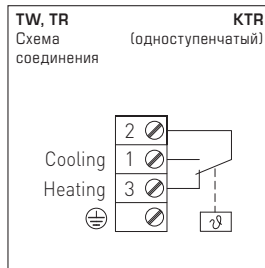 TW, TR
KTR
Схема
(одноступенчатый)
соединения
2
Cooling 1
Heating 3
ϑ